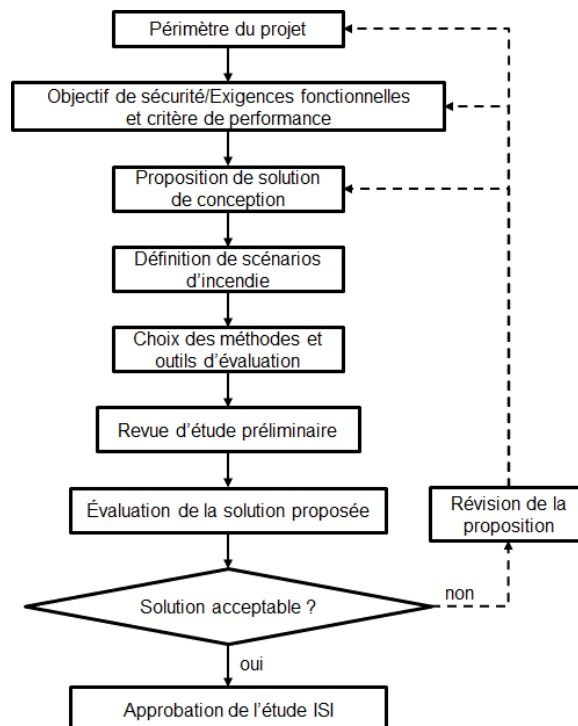 Périmètre du projet
Objectif de sécurité/Exigences fonctionnelles
et critère de performance
Proposition de solution
de conception
Définition de scénarios
d'incendie
Choix des méthodes et
outils d'évaluation
Revue d'étude préliminaire
Évaluation de la solution proposée
Révision de la
proposition
Solution acceptable ?
non
oui
Approbation de l'étude ISI